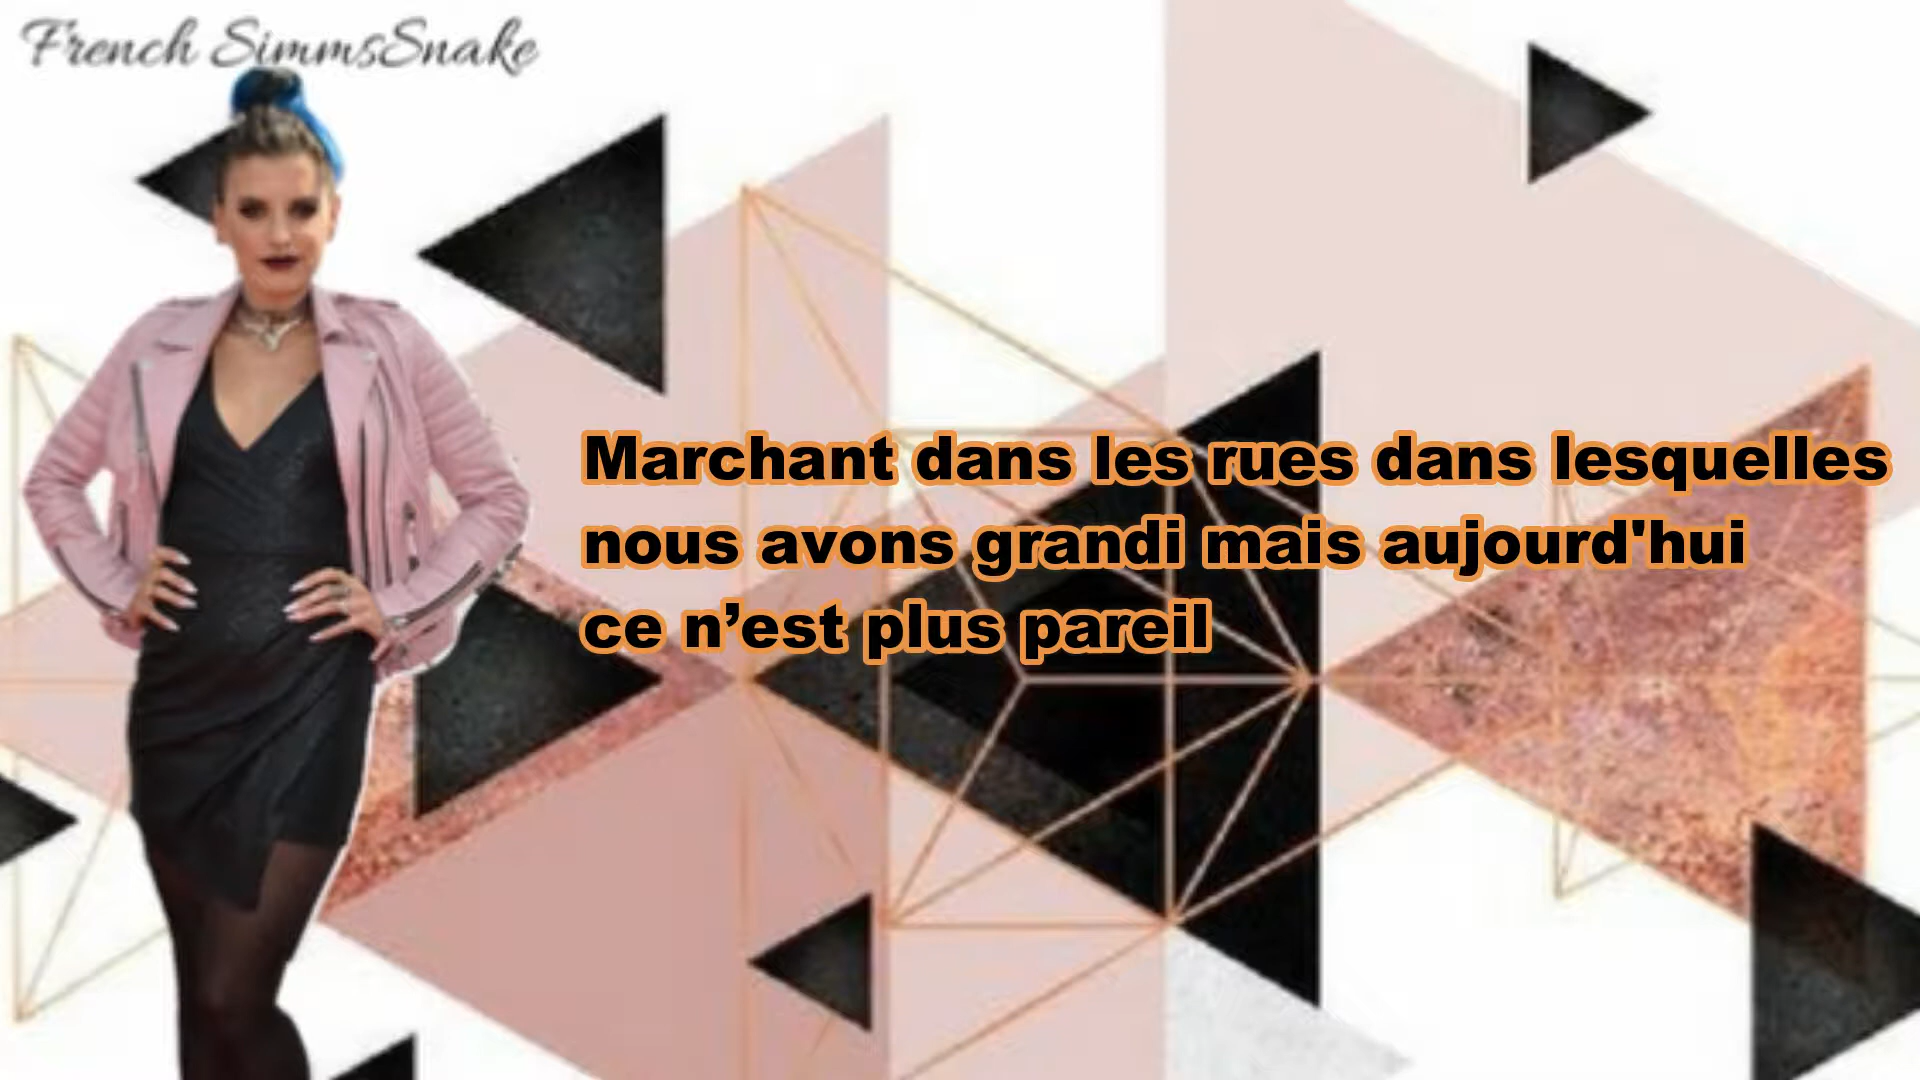 French SimmsSnake
Marchant dans les rues dans lesquelles
nous avons grandi mais aujourd'hui
ce n’est plus pareil